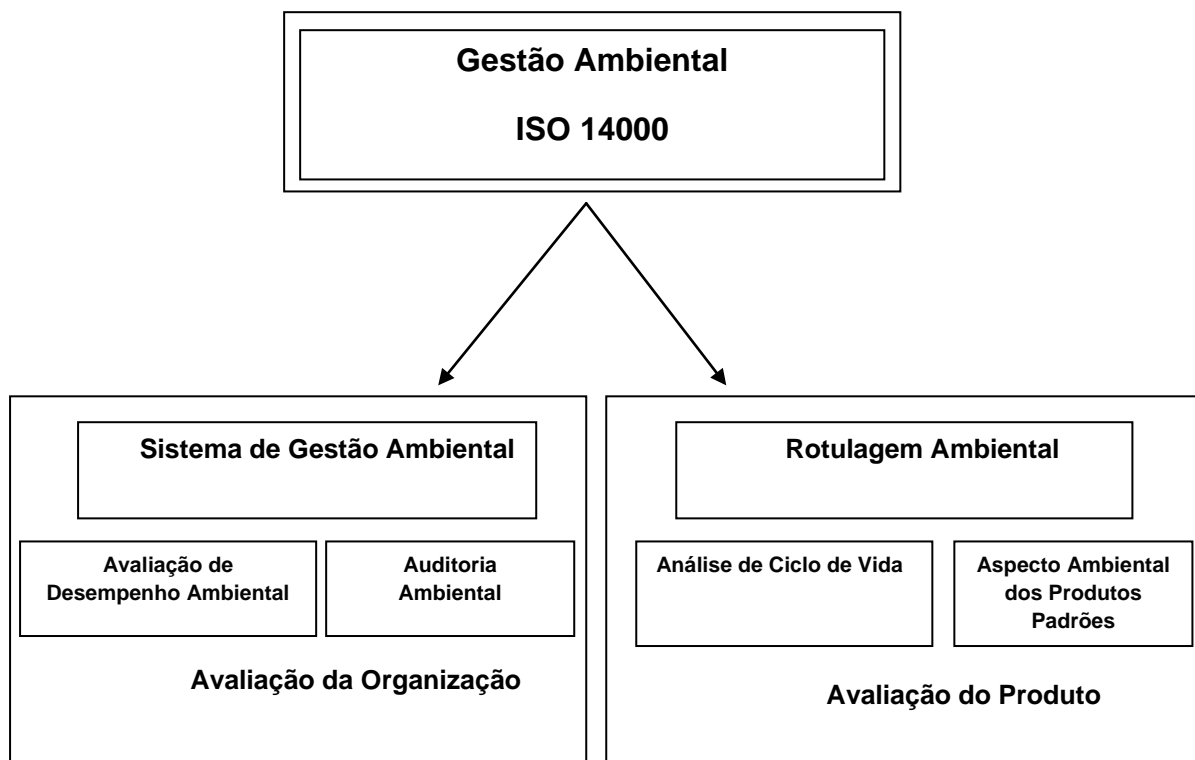 Gestão Ambiental
ISO 14000
Sistema de Gestão Ambiental
Avaliação de
Desempenho Ambiental
Auditoria
Ambiental
Avaliação da Organização
Rotulagem Ambiental
Análise de Ciclo de Vida
Aspecto Ambiental
dos Produtos
Padrões
Avaliação do Produto